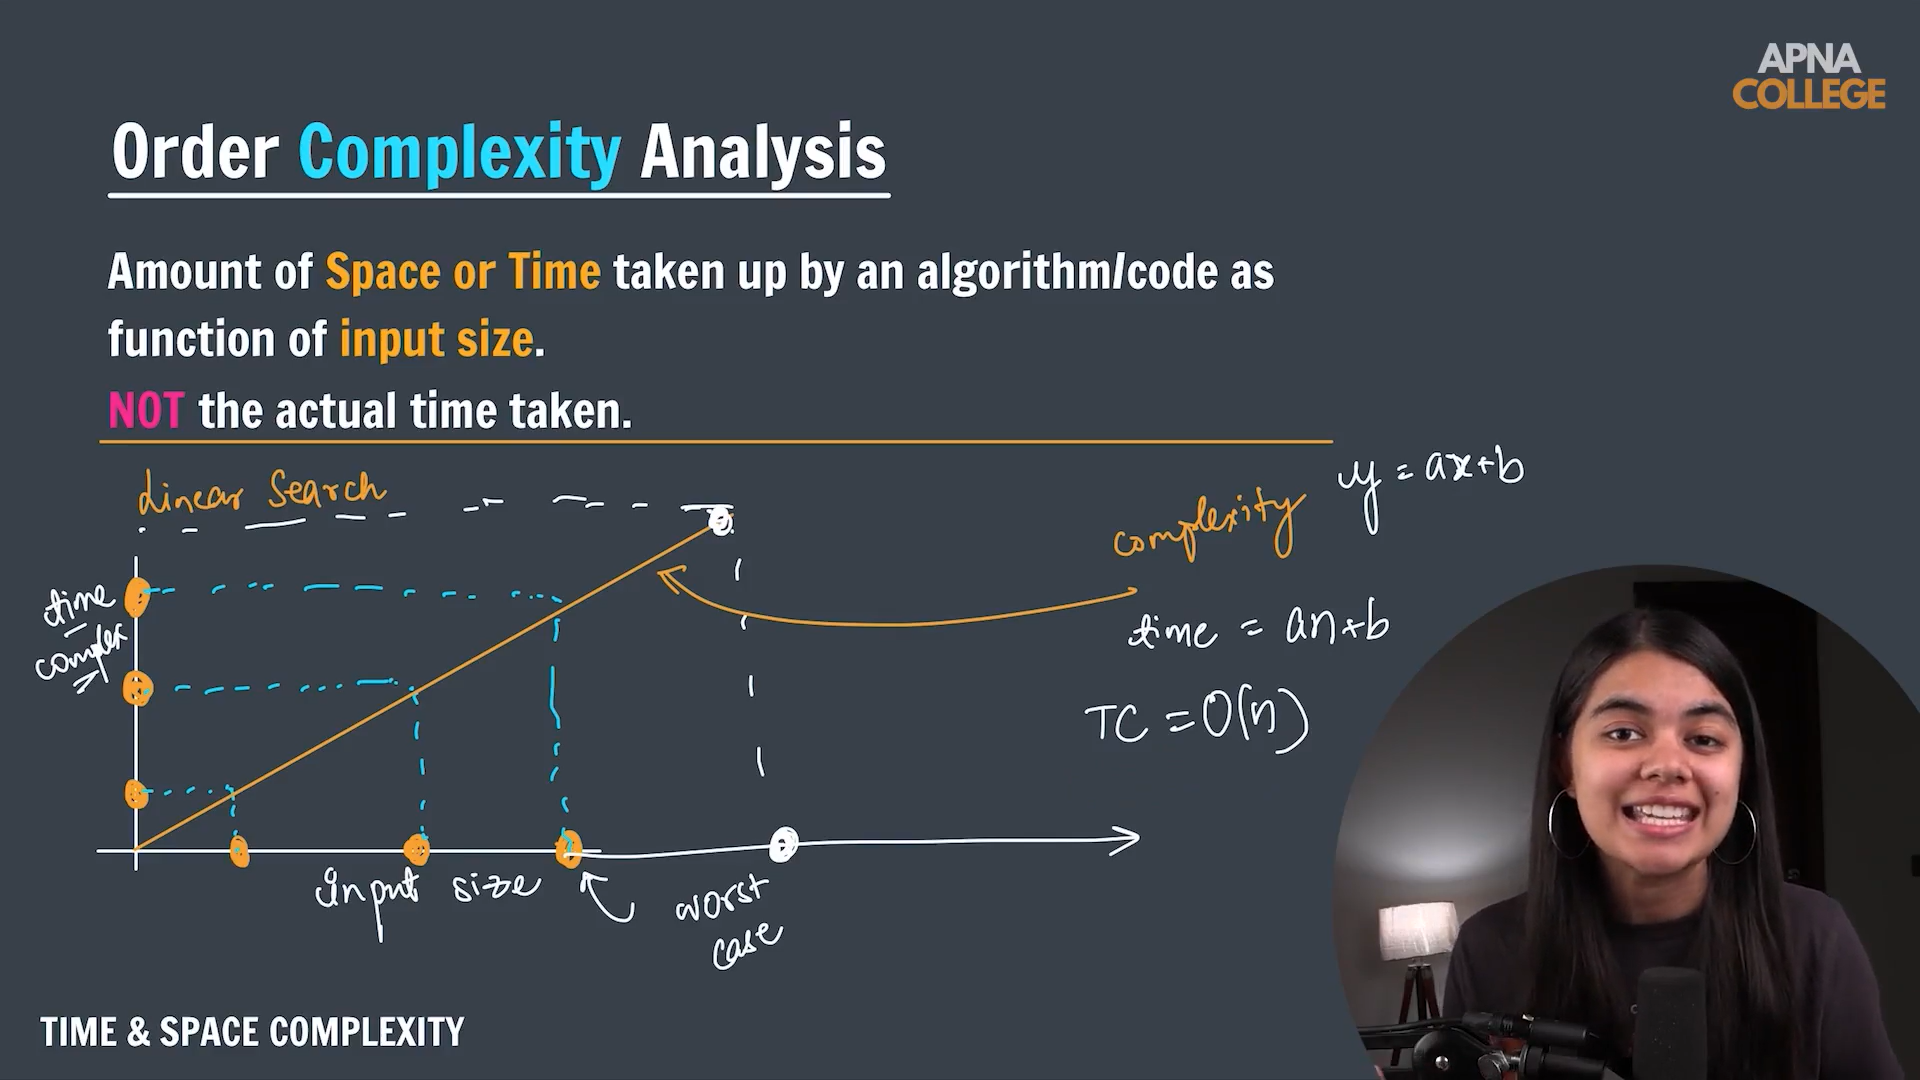 APNA
COLLEGE
Order Complexity Analysis
Amount of Space or Time taken up by an algorithm/code as
function of input size.
NOT the actual time taken.
Linear Search
y = ax+b
complexity
time
complex
time = an+b
TC = O(n)
input size
worst
case
TIME & SPACE COMPLEXITY